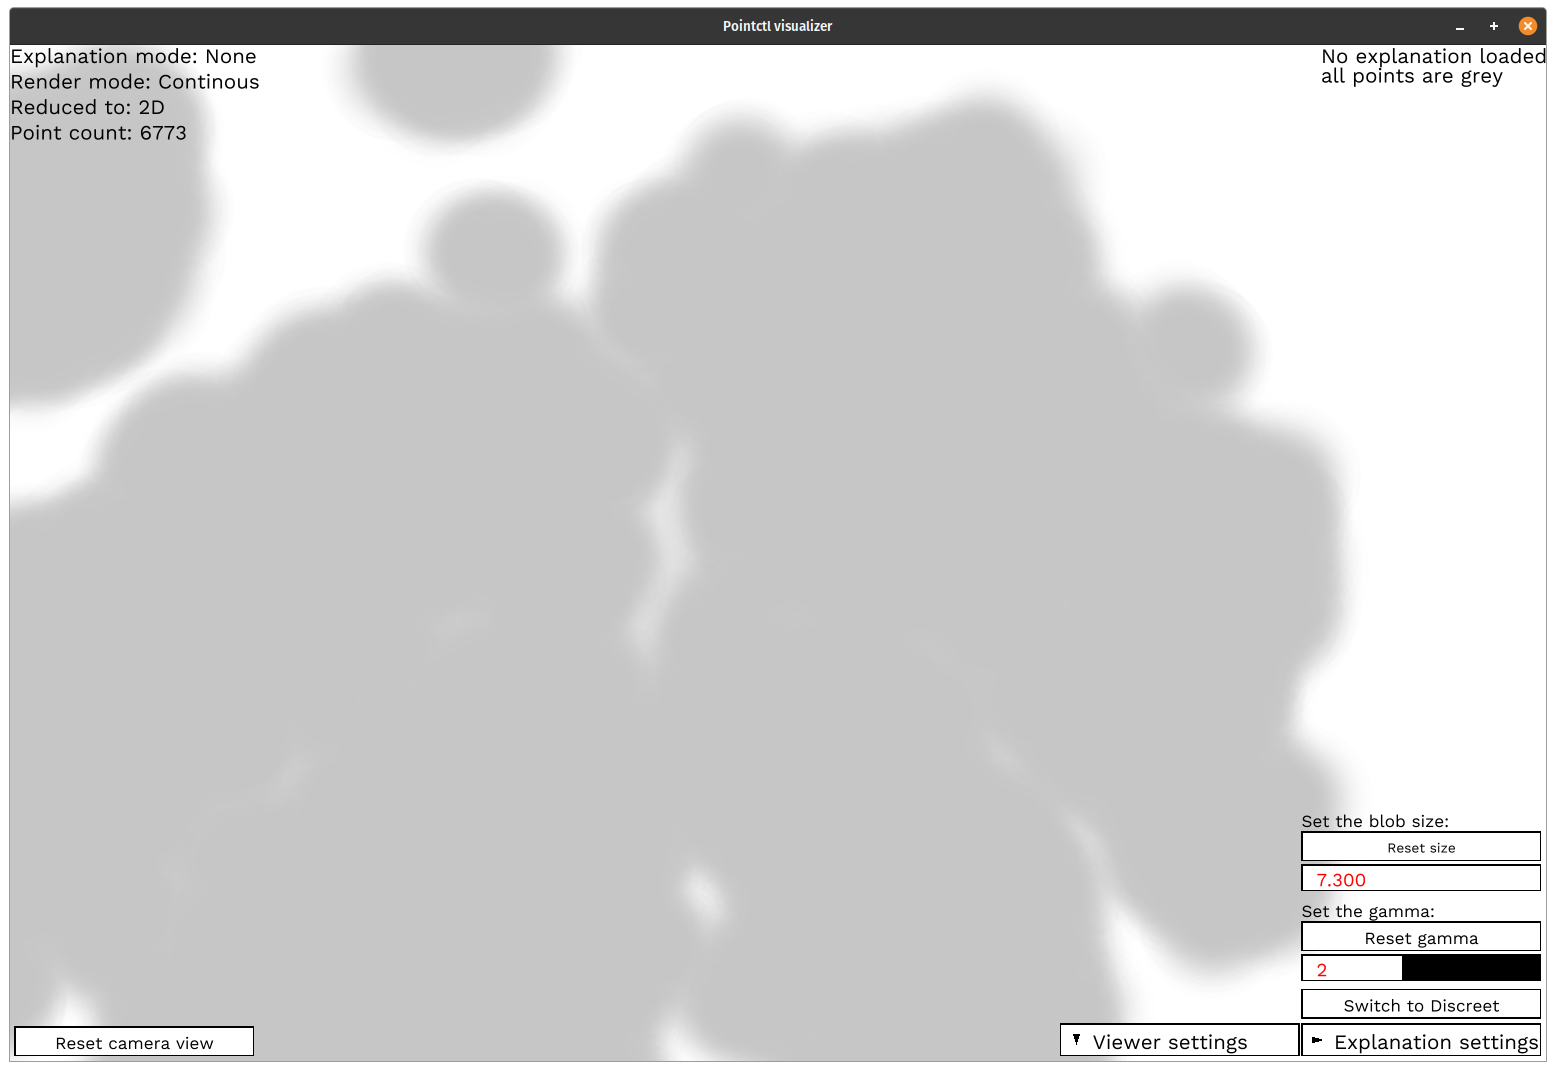 Pointctl visualizer
Explanation mode: None
Render mode: Continous
Reduced to: 2D
Point count: 6773
No explanation loaded
all points are grey
Set the blob size:
Reset size
7.300
Set the gamma:
Reset gamma
2
Switch to Discreet
Reset camera view
Viewer settings
Explanation settings